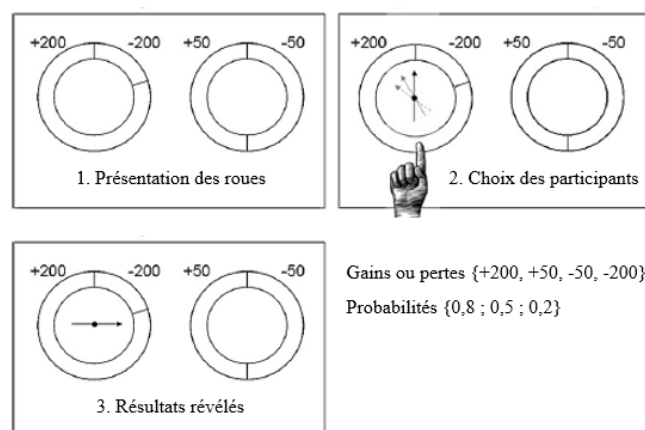 +200 -200 +50 -50
1. Présentation des roues
+200 -200 +50 -50
2. Choix des participants
+200 -200 +50 -50
3. Résultats révélés
Gains ou pertes {+200, +50, -50, -200}
Probabilités {0,8 ; 0,5 ; 0,2}